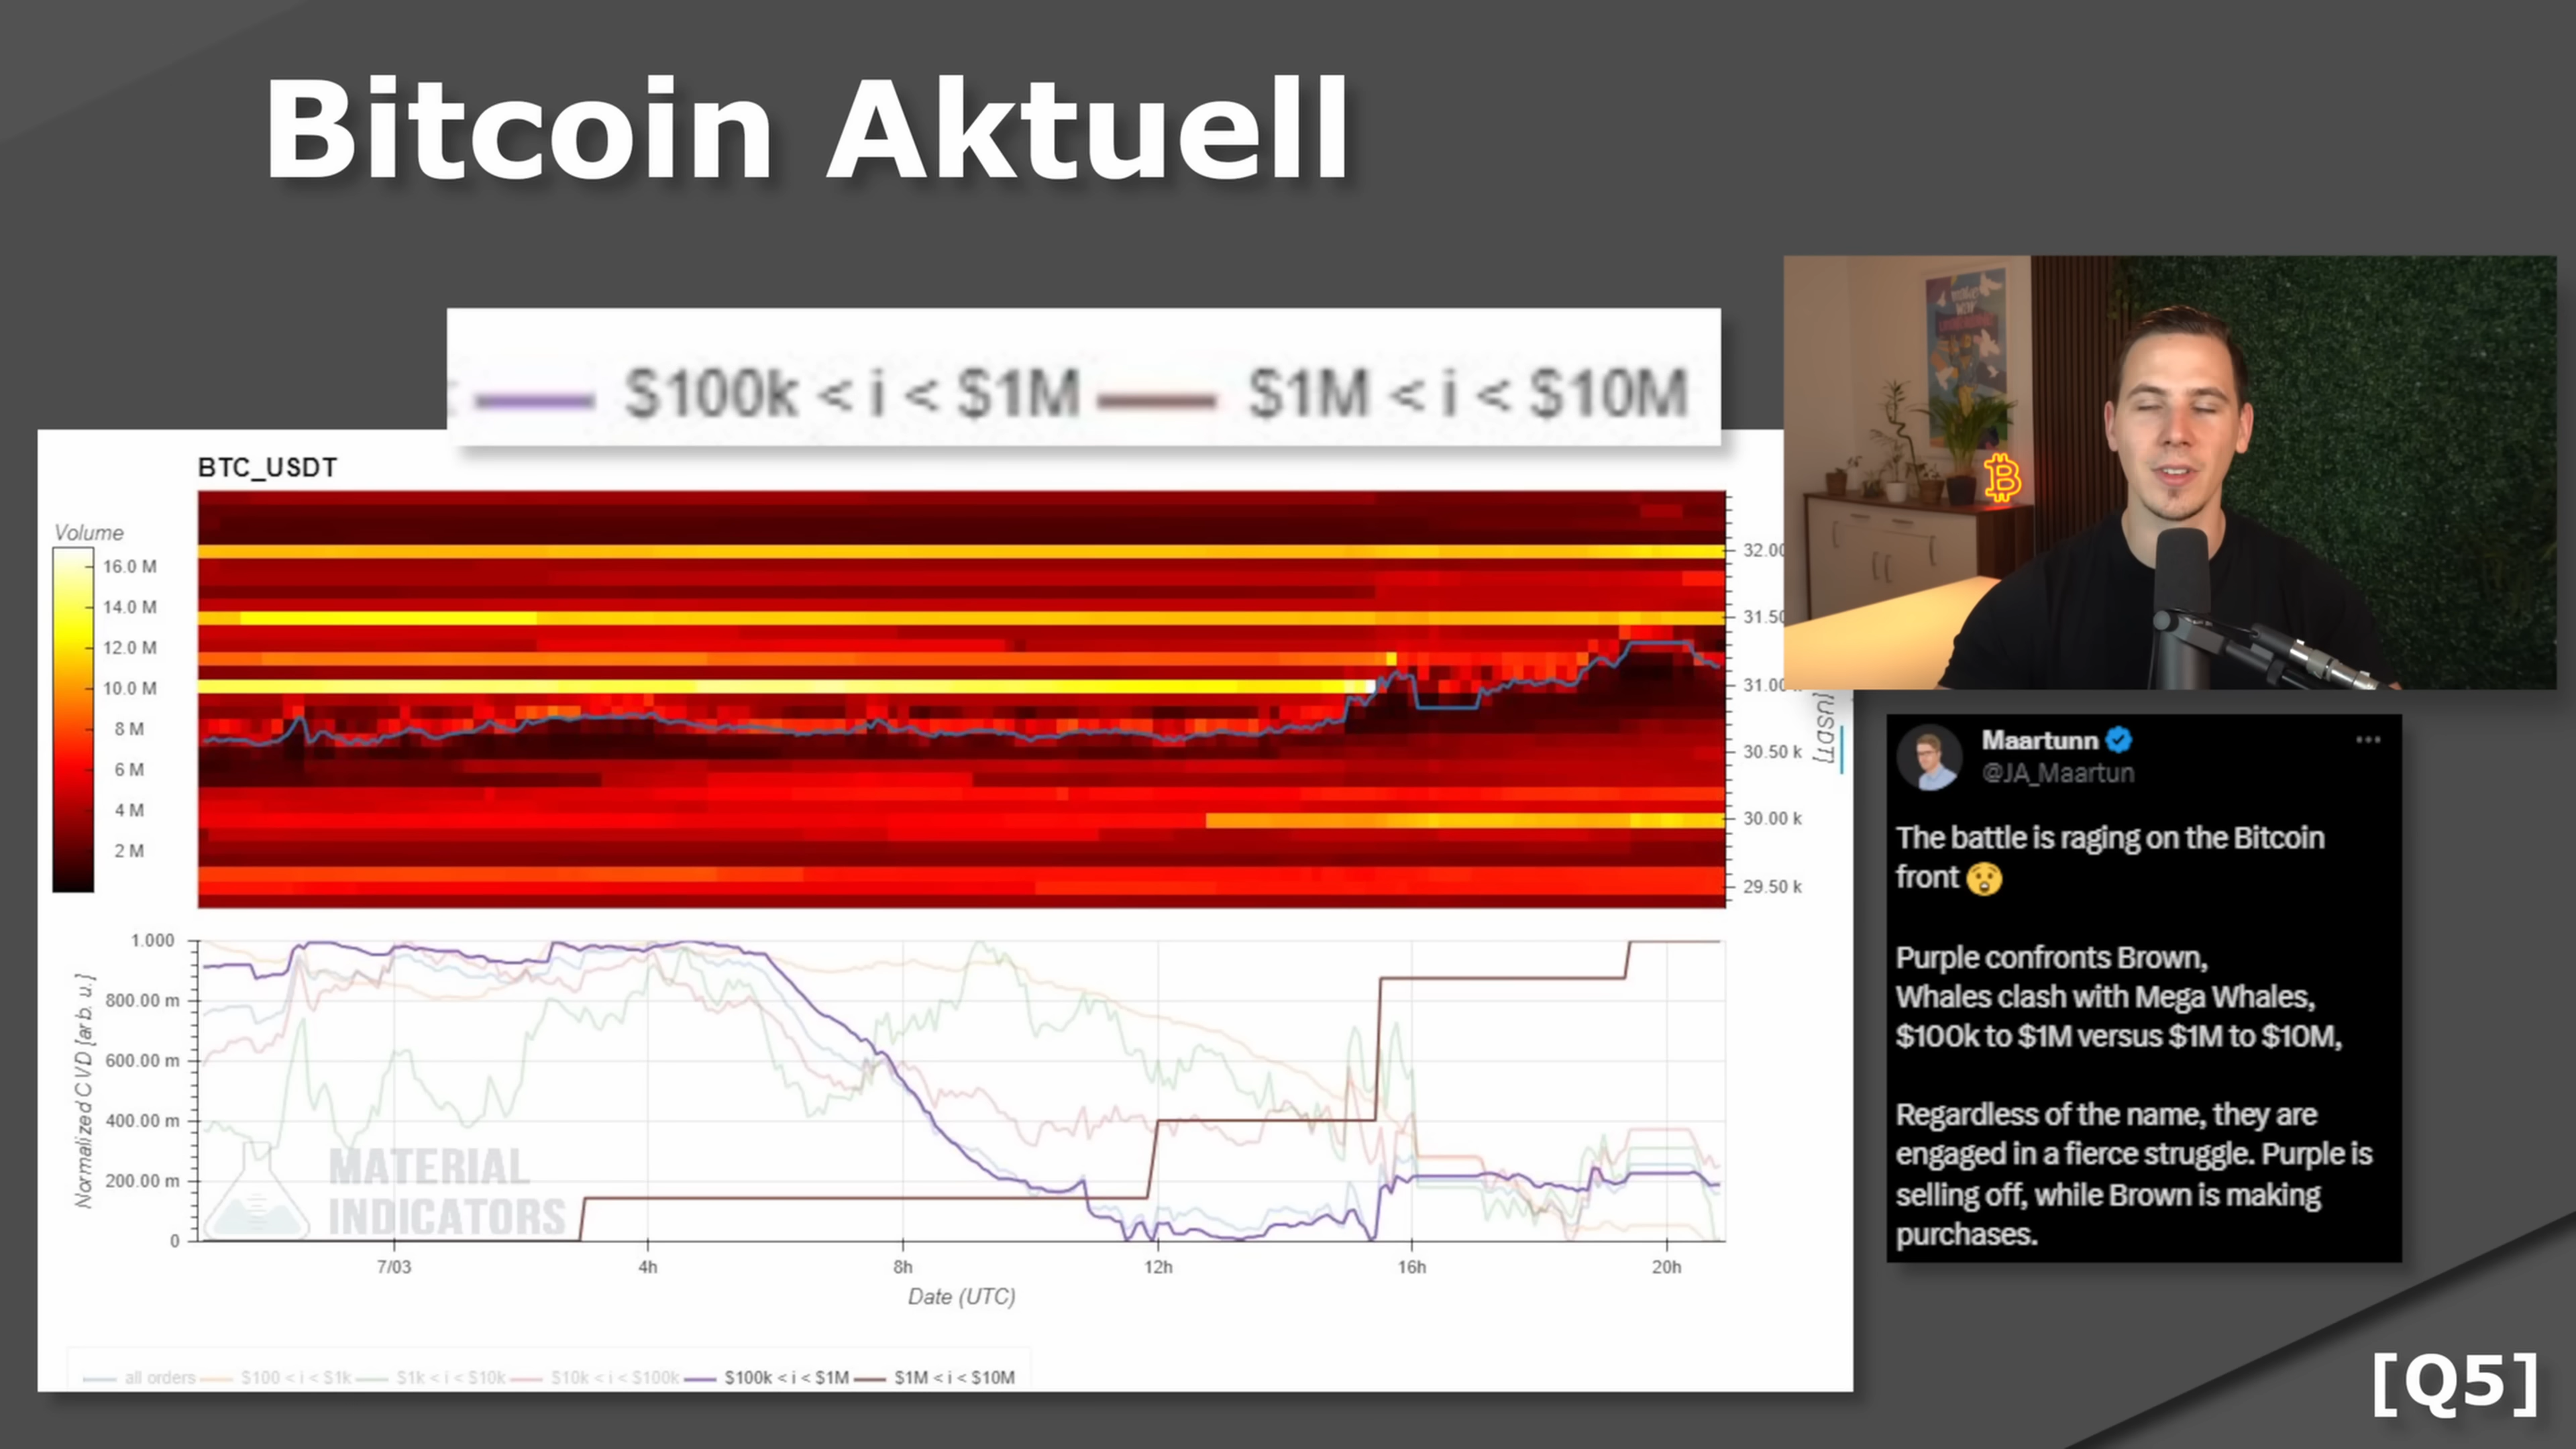 Bitcoin Aktuell
$100k < i < $1M
$1M < i < $10M
BTC_USDT
Volume
16.0 M
14.0 M
12.0 M
10.0 M
8 M
6 M
4 M
2 M
32.00
31.50
31.00
30.50 k
30.00 k
29.50 k
[USDT]
1.000
800.00 m
600.00 m
400.00 m
200.00 m
0
Normalized CVD [arb. u.]
MATERIAL
INDICATORS
7/03
4h
8h
12h
16h
20h
Date (UTC)
all orders
$100 < i < $1k
$1k < i < $10k
$10k < i < $100k
$100k < i < $1M
$1M < i < $10M
Maartunn
@JA_Maartun
The battle is raging on the Bitcoin
front 😲
Purple confronts Brown,
Whales clash with Mega Whales,
$100k to $1M versus $1M to $10M,
Regardless of the name, they are
engaged in a fierce struggle. Purple is
selling off, while Brown is making
purchases.
[Q5]